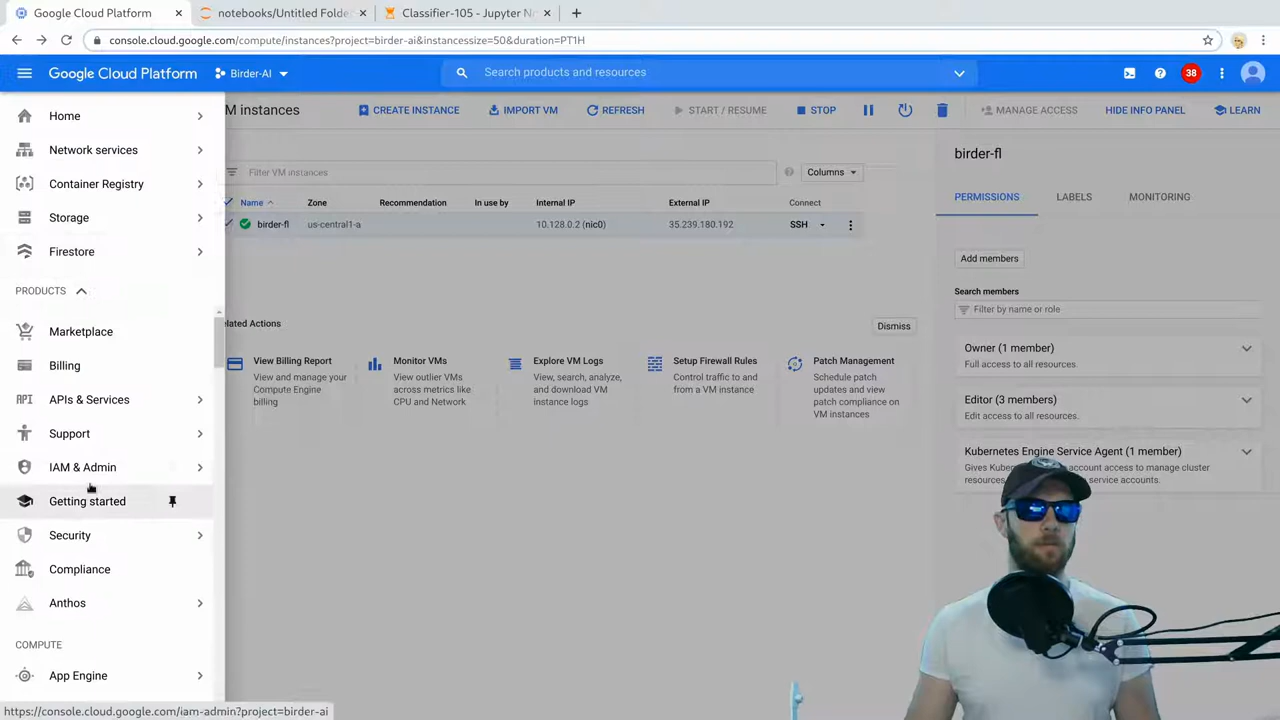 Google Cloud Platform
notebooks/Untitled Folde
Classifier-105 - Jupyter N
console.cloud.google.com/compute/instances?project=birder-ai&instancessize=50&duration=PT1H
Google Cloud Platform
Birder-AI
Search products and resources
38
Home
Network services
Container Registry
Storage
Firestore
PRODUCTS
Marketplace
Billing
APIs & Services
Support
IAM & Admin
Getting started
Security
Compliance
Anthos
COMPUTE
App Engine
https://console.cloud.google.com/iam-admin?project=birder-ai
VM instances
CREATE INSTANCE
IMPORT VM
REFRESH
START / RESUME
STOP
MANAGE ACCESS
HIDE INFO PANEL
LEARN
Filter VM instances
Columns
Name
Zone
Recommendation
In use by
Internal IP
External IP
Connect
birder-fl
us-central1-a
10.128.0.2 (nic0)
35.239.180.192
SSH
elated Actions
Dismiss
View Billing Report
View and manage your
Compute Engine
billing
Monitor VMs
View outlier VMs
across metrics like
CPU and Network
Explore VM Logs
View, search, analyze,
and download VM
instance logs
Setup Firewall Rules
Control traffic to and
from a VM instance
Patch Management
Schedule patch
updates and view
patch compliance on
VM instances
birder-fl
PERMISSIONS
LABELS
MONITORING
Add members
Search members
Filter by name or role
Owner (1 member)
Full access to all resources.
Editor (3 members)
Edit access to all resources.
Kubernetes Engine Service Agent (1 member)
Gives Kuber account access to manage cluster
resources, pt on service accounts.